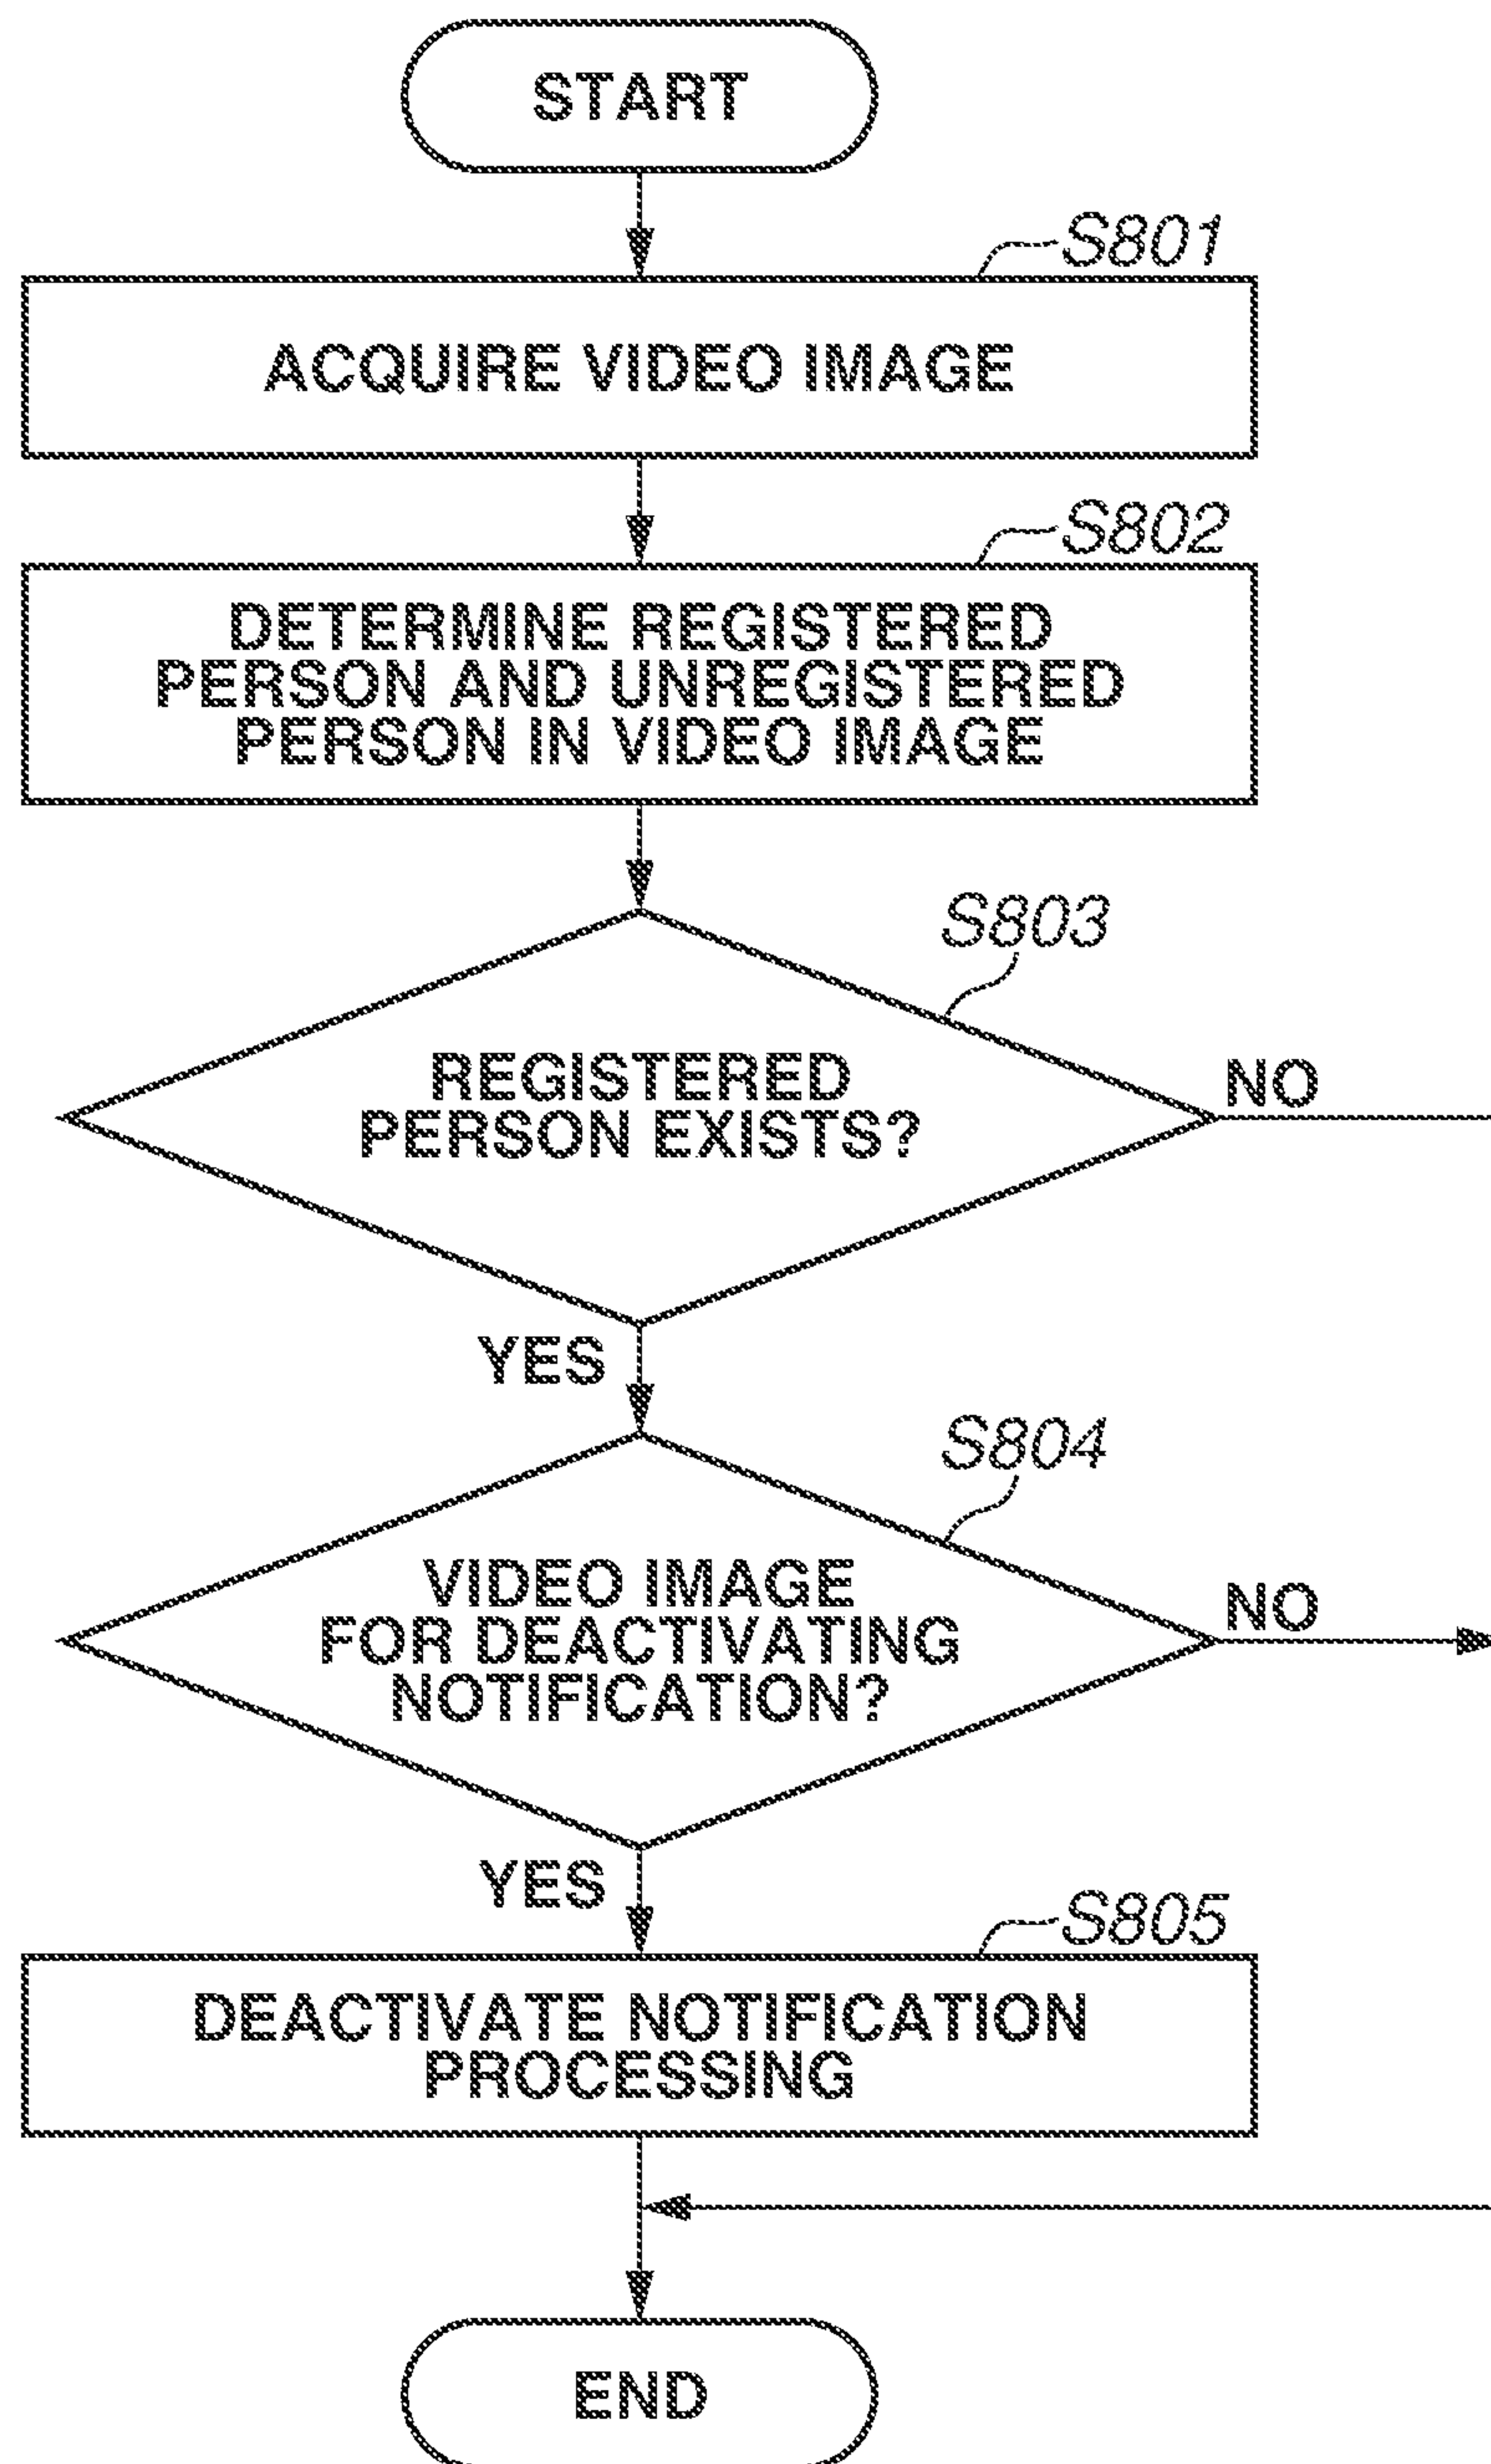 START
S801
ACQUIRE VIDEO IMAGE
S802
DETERMINE REGISTERED
PERSON AND UNREGISTERED
PERSON IN VIDEO IMAGE
S803
REGISTERED
PERSON EXISTS?
NO
YES
S804
VIDEO IMAGE
FOR DEACTIVATING
NOTIFICATION?
NO
YES
S805
DEACTIVATE NOTIFICATION
PROCESSING
END